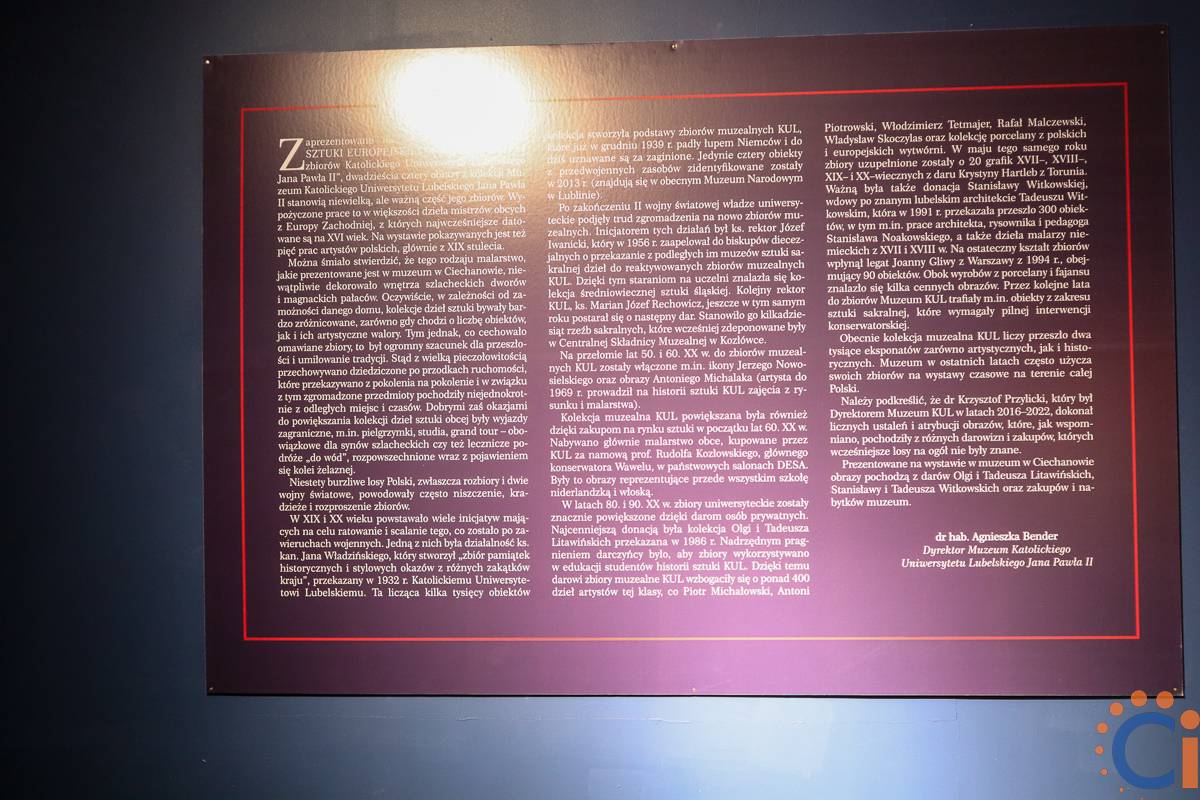 Zaprezentowane
SZTUKI EUROPEJSKIEJ
zbiorów Katolickiego Uniwersytetu
Jana Pawła II”, dwadzieścia cztery obrazy z kolekcji Mu-
zeum Katolickiego Uniwersytetu Lubelskiego Jana Pawła
II stanowią niewielką, ale ważną część jego zbiorów. Wy-
pożyczone prace to w większości dzieła mistrzów obcych
z Europy Zachodniej, z których najwcześniejsze dato-
wane są na XVI wiek. Na wystawie pokazywanych jest też
pięć prac artystów polskich, głównie z XIX stulecia.
Można śmiało stwierdzić, że tego rodzaju malarstwo,
jakie prezentowane jest w muzeum w Ciechanowie, nie-
wątpliwie dekorowało wnętrza szlacheckich dworów
i magnackich pałaców. Oczywiście, w zależności od za-
możności danego domu, kolekcje dzieł sztuki bywały bar-
dzo zróżnicowane, zarówno gdy chodzi o liczbę obiektów,
jak i ich artystyczne walory. Tym jednak, co cechowało
omawiane zbiory, to był ogromny szacunek dla przeszło-
ści i umiłowanie tradycji. Stąd z wielką pieczołowitością
przechowywano dziedziczone po przodkach ruchomości,
które przekazywano z pokolenia na pokolenie i w związku
z tym zgromadzone przedmioty pochodziły niejednokrot-
nie z odległych miejsc i czasów. Dobrymi zaś okazjami
do powiększania kolekcji dzieł sztuki obcej były wyjazdy
zagraniczne, m.in. pielgrzymki, studia, grand tour – obo-
wiązkowe dla synów szlacheckich czy też lecznicze po-
dróże „do wód”, rozpowszechnione wraz z pojawieniem
się kolei żelaznej.
Niestety burzliwe losy Polski, zwłaszcza rozbiory i dwie
wojny światowe, powodowały często niszczenie, kra-
dzieże i rozproszenie zbiorów.
W XIX i XX wieku powstawało wiele inicjatyw mają-
cych na celu ratowanie i scalanie tego, co zostało po za-
wieruchach wojennych. Jedną z nich była działalność ks.
kan. Jana Władzińskiego, który stworzył „zbiór pamiątek
historycznych i stylowych okazów z różnych zakątków
kraju”, przekazany w 1932 r. Katolickiemu Uniwersyte-
towi Lubelskiemu. Ta licząca kilka tysięcy obiektów
kolekcja stworzyła podstawy zbiorów muzealnych KUL,
które już w grudniu 1939 r. padły łupem Niemców i do
dziś uznawane są za zaginione. Jedynie cztery obiekty
z przedwojennych zasobów zidentyfikowane zostały
w 2013 r. (znajdują się w obecnym Muzeum Narodowym
w Lublinie).
Po zakończeniu II wojny światowej władze uniwersy-
teckie podjęły trud zgromadzenia na nowo zbiorów mu-
zealnych. Inicjatorem tych działań był ks. rektor Józef
Iwanicki, który w 1956 r. zaapelował do biskupów diecez-
jalnych o przekazanie z podległych im muzeów sztuki sa-
kralnej dzieł do reaktywowanych zbiorów muzealnych
KUL. Dzięki tym staraniom na uczelni znalazła się ko-
lekcja średniowiecznej sztuki śląskiej. Kolejny rektor
KUL, ks. Marian Józef Rechowicz, jeszcze w tym samym
roku postarał się o następny dar. Stanowiło go kilkadzie-
siąt rzeźb sakralnych, które wcześniej zdeponowane były
w Centralnej Składnicy Muzealnej w Kozłówce.
Na przełomie lat 50. i 60. XX w. do zbiorów muzeal-
nych KUL zostały włączone m.in. ikony Jerzego Nowo-
sielskiego oraz obrazy Antoniego Michalaka (artysta do
1969 r. prowadził na historii sztuki KUL zajęcia z ry-
sunku i malarstwa).
Kolekcja muzealna KUL powiększana była również
dzięki zakupom na rynku sztuki w początku lat 60. XX w.
Nabywano głównie malarstwo obce, kupowane przez
KUL za namową prof. Rudolfa Kozłowskiego, głównego
konserwatora Wawelu, w państwowych salonach DESA.
Były to obrazy reprezentujące przede wszystkim szkołę
niderlandzką i włoską.
W latach 80. i 90. XX w. zbiory uniwersyteckie zostały
znacznie powiększone dzięki darom osób prywatnych.
Najcenniejszą donacją była kolekcja Olgi i Tadeusza
Litawińskich przekazana w 1986 r. Nadrzędnym prag-
nieniem darczyńcy było, aby zbiory wykorzystywano
w edukacji studentów historii sztuki KUL. Dzięki temu
darowi zbiory muzealne KUL wzbogaciły się o ponad 400
dzieł artystów tej klasy, co Piotr Michałowski, Antoni
Piotrowski, Włodzimierz Tetmajer, Rafał Malczewski,
Władysław Skoczylas oraz kolekcję porcelany z polskich
i europejskich wytwórni. W maju tego samego roku
zbiory uzupełnione zostały o 20 grafik XVII–, XVIII–,
XIX– i XX–wiecznych z daru Krystyny Hartleb z Torunia.
Ważną była także donacja Stanisławy Witkowskiej,
wdowy po znanym lubelskim architekcie Tadeuszu Wit-
kowskim, która w 1991 r. przekazała przeszło 300 obiek-
tów, w tym m.in. prace architekta, rysownika i pedagoga
Stanisława Noakowskiego, a także dzieła malarzy nie-
mieckich z XVII i XVIII w. Na ostateczny kształt zbiorów
wpłynął legat Joanny Gliwy z Warszawy z 1994 r., obej-
mujący 90 obiektów. Obok wyrobów z porcelany i fajansu
znalazło się kilka cennych obrazów. Przez kolejne lata
do zbiorów Muzeum KUL trafiały m.in. obiekty z zakresu
sztuki sakralnej, które wymagały pilnej interwencji
konserwatorskiej.
Obecnie kolekcja muzealna KUL liczy przeszło dwa
tysiące eksponatów zarówno artystycznych, jak i histo-
rycznych. Muzeum w ostatnich latach często użycza
swoich zbiorów na wystawy czasowe na terenie całej
Polski.
Należy podkreślić, że dr Krzysztof Przylicki, który był
Dyrektorem Muzeum KUL w latach 2016–2022, dokonał
licznych ustaleń i atrybucji obrazów, które, jak wspom-
niano, pochodziły z różnych darowizn i zakupów, których
wcześniejsze losy na ogół nie były znane.
Prezentowane na wystawie w muzeum w Ciechanowie
obrazy pochodzą z darów Olgi i Tadeusza Litawińskich,
Stanisławy i Tadeusza Witkowskich oraz zakupów i na-
bytków muzeum.
dr hab. Agnieszka Bender
Dyrektor Muzeum Katolickiego
Uniwersytetu Lubelskiego Jana Pawła II
Ci